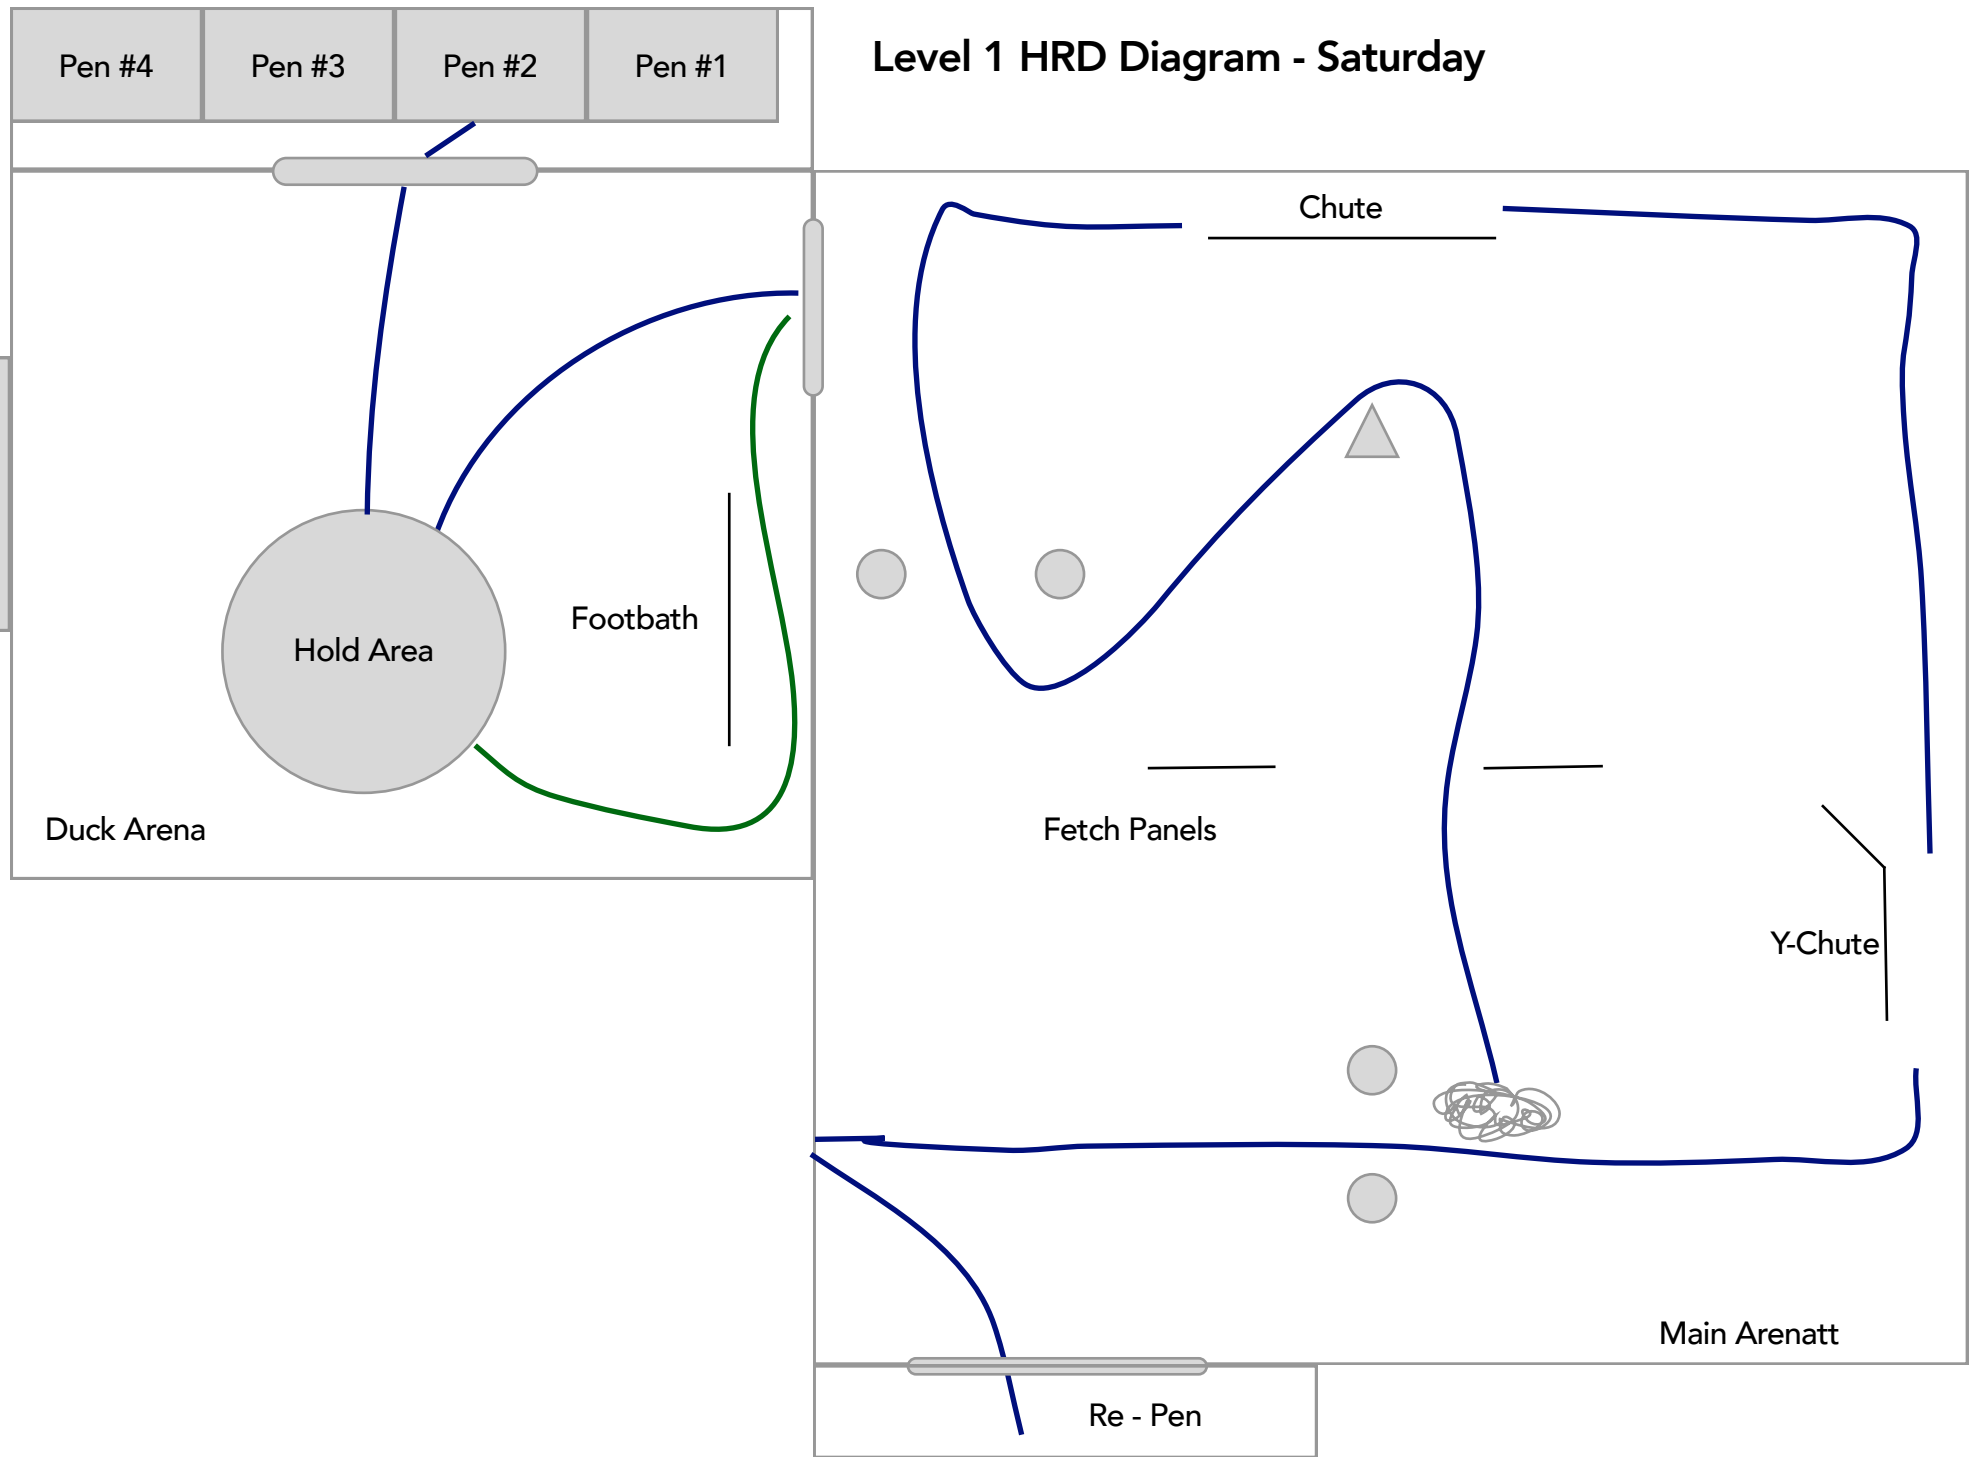 Level 1 HRD Diagram - Saturday
Pen #4
Pen #3
Pen #2
Pen #1
Chute
Footbath
Hold Area
Duck Arena
Fetch Panels
Y-Chute
Main Arenatt
Re - Pen